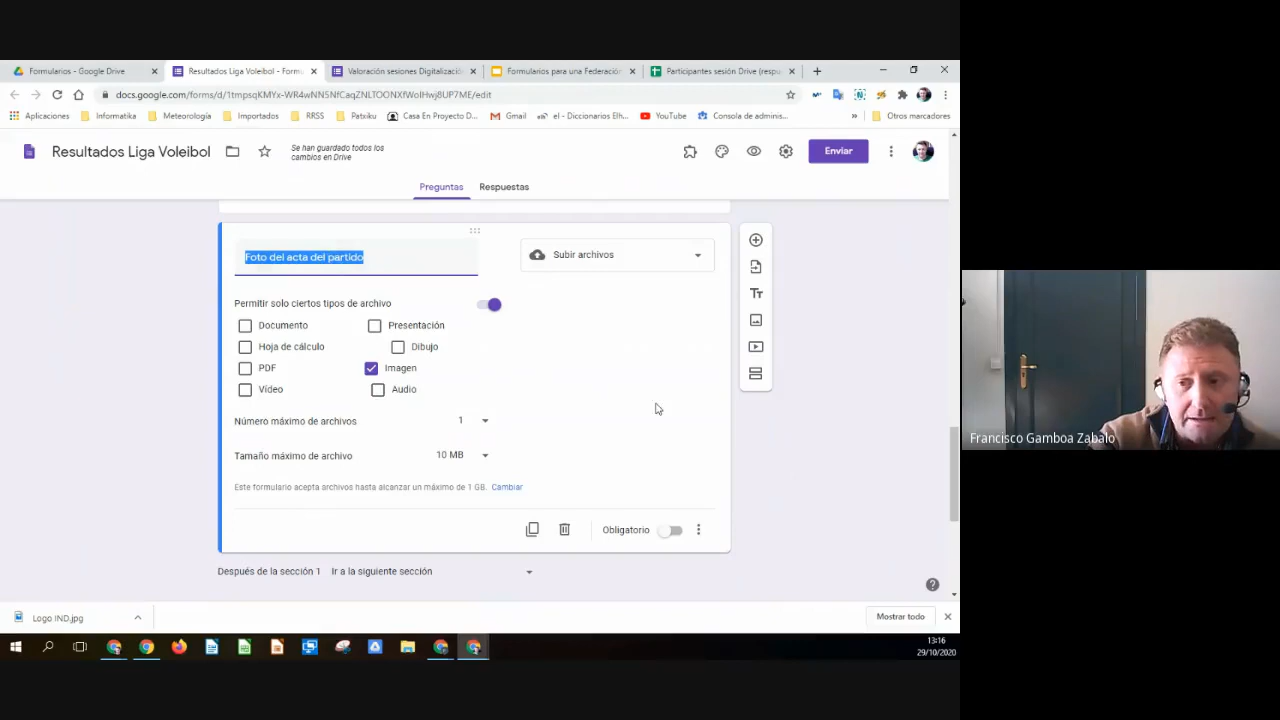 Formularios - Google Drive
Resultados Liga Voleibol - Formu
Valoración sesiones Digitalizació
Formularios para una Federación
Participantes sesión Drive (respu
docs.google.com/forms/d/1tmpsqKMYx-WR4wNN5NfCaqZNLTOONXfWolHwj8UP7ME/edit
Aplicaciones
Informatika
Meteorología
Importados
RRSS
Patxiku
Casa En Proyecto D...
Gmail
el - Diccionarios Elh...
YouTube
Consola de adminis...
»
Otros marcadores
Resultados Liga Voleibol
Se han guardado todos los
cambios en Drive
Enviar
Preguntas
Respuestas
Foto del acta del partido
Subir archivos
Permitir solo ciertos tipos de archivo
Documento
Presentación
Hoja de cálculo
Dibujo
PDF
Imagen
Vídeo
Audio
Número máximo de archivos
1
Tamaño máximo de archivo
10 MB
Este formulario acepta archivos hasta alcanzar un máximo de 1 GB. Cambiar
Obligatorio
Después de la sección 1 Ir a la siguiente sección
Francisco Gamboa Zabalo
Logo IND.jpg
Mostrar todo
13:16
29/10/2020